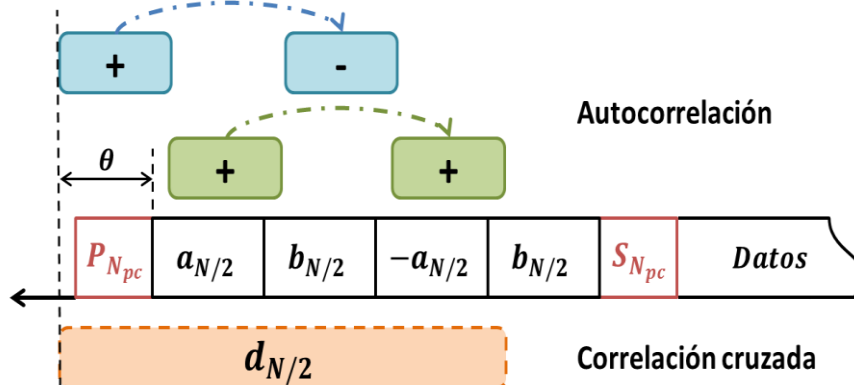 + -
Autocorrelación
+ +
θ
P_{N_{pc}} a_{N/2} b_{N/2} −a_{N/2} b_{N/2} S_{N_{pc}} Datos
d_{N/2}
Correlación cruzada